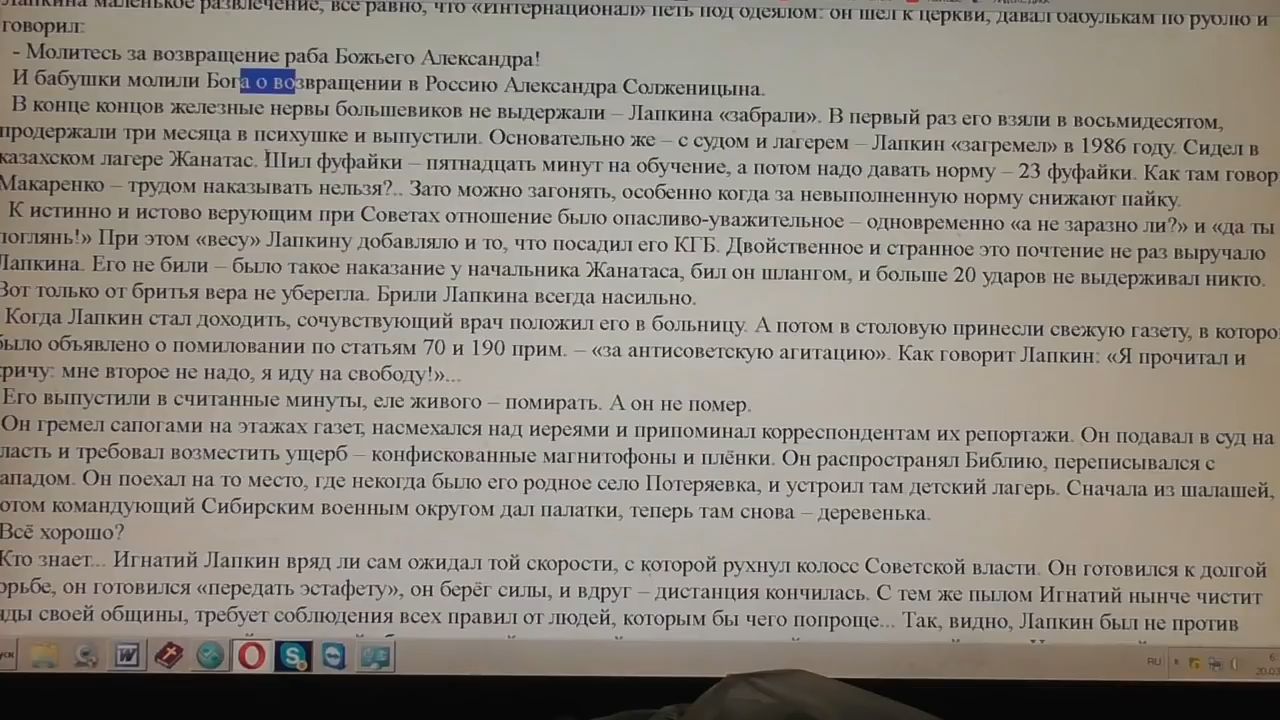 Лапкина маленькое развлечение, всё равно, что «Интернационал» петь под одеялом: он шёл к церкви, давал бабулькам по рублю и
говорил:
- Молитесь за возвращение раба Божьего Александра!
И бабушки молили Бога о возвращении в Россию Александра Солженицына.
В конце концов железные нервы большевиков не выдержали – Лапкина «забрали». В первый раз его взяли в восьмидесятом,
продержали три месяца в психушке и выпустили. Основательно же – с судом и лагерем – Лапкин «загремел» в 1986 году. Сидел в
казахском лагере Жанатас. Шил фуфайки – пятнадцать минут на обучение, а потом надо давать норму – 23 фуфайки. Как там говор
Макаренко – трудом наказывать нельзя?.. Зато можно загонять, особенно когда за невыполненную норму снижают пайку.
К истинно и истово верующим при Советах отношение было опасливо-уважительное – одновременно «а не заразно ли?» и «да ты
поглянь!» При этом «весу» Лапкину добавляло и то, что посадил его КГБ. Двойственное и странное это почтение не раз выручало
Лапкина. Его не били – было такое наказание у начальника Жанатаса, бил он шлангом, и больше 20 ударов не выдерживал никто.
Вот только от бритья вера не уберегла. Брили Лапкина всегда насильно.
Когда Лапкин стал доходить, сочувствующий врач положил его в больницу. А потом в столовую принесли свежую газету, в которо
было объявлено о помиловании по статьям 70 и 190 прим. – «за антисоветскую агитацию». Как говорит Лапкин: «Я прочитал и
кричу: мне второе не надо, я иду на свободу!»...
Его выпустили в считанные минуты, еле живого – помирать. А он не помер.
Он гремел сапогами на этажах газет, насмехался над иереями и припоминал корреспондентам их репортажи. Он подавал в суд на
ласть и требовал возместить ущерб – конфискованные магнитофоны и плёнки. Он распространял Библию, переписывался с
ападом. Он поехал на то место, где некогда было его родное село Потеряевка, и устроил там детский лагерь. Сначала из шалашей,
отом командующий Сибирским военным округом дал палатки, теперь там снова – деревенька.
Всё хорошо?
Кто знает... Игнатий Лапкин вряд ли сам ожидал той скорости, с которой рухнул колосс Советской власти. Он готовился к долгой
орьбе, он готовился «передать эстафету», он берёг силы, и вдруг – дистанция кончилась. С тем же пылом Игнатий нынче чистит
яды своей общины, требует соблюдения всех правил от людей, которым бы чего попроще... Так, видно, Лапкин был не против
уск
RU